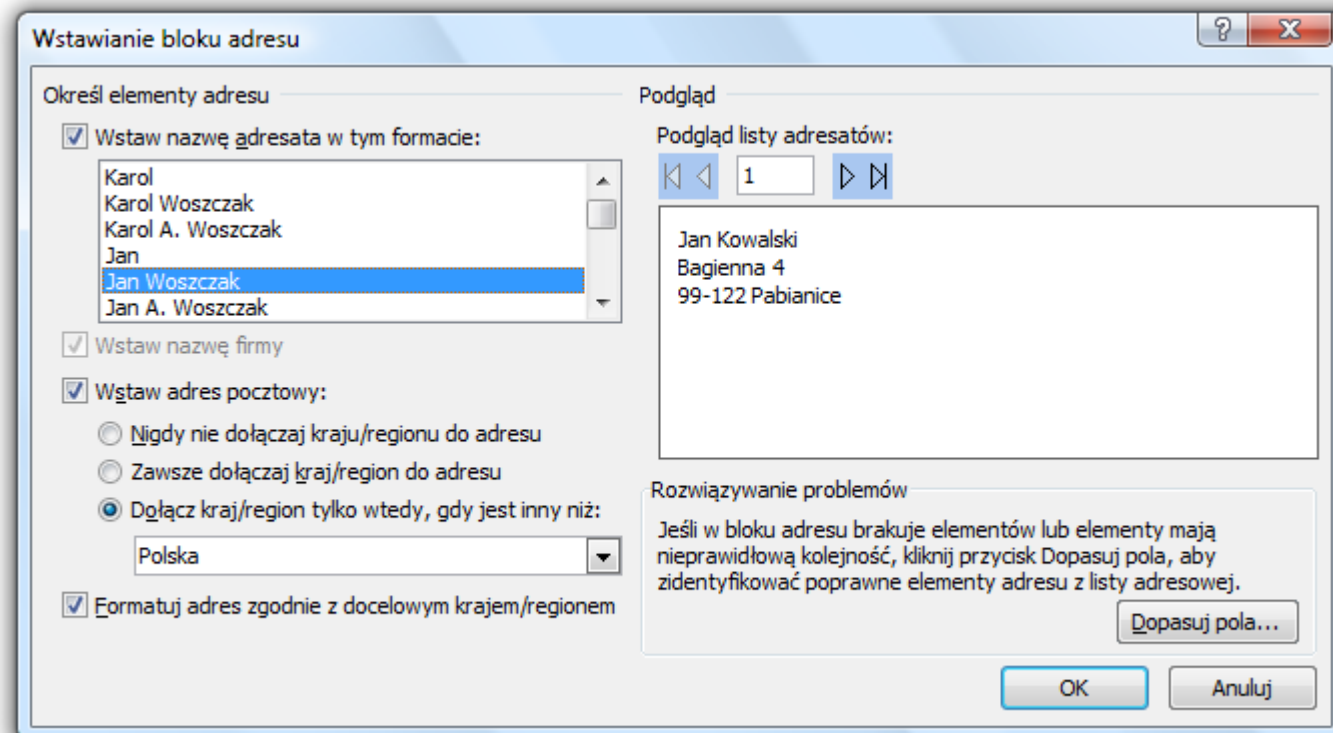 Wstawianie bloku adresu
Określ elementy adresu
Wstaw nazwę adresata w tym formacie:
Karol
Karol Woszczak
Karol A. Woszczak
Jan
Jan Woszczak
Jan A. Woszczak
Wstaw nazwę firmy
Wstaw adres pocztowy:
Nigdy nie dołączaj kraju/regionu do adresu
Zawsze dołączaj kraj/region do adresu
Dołącz kraj/region tylko wtedy, gdy jest inny niż:
Polska
Formatuj adres zgodnie z docelowym krajem/regionem
Podgląd
Podgląd listy adresatów:
1
Jan Kowalski
Bagienna 4
99-122 Pabianice
Rozwiązywanie problemów
Jeśli w bloku adresu brakuje elementów lub elementy mają
nieprawidłową kolejność, kliknij przycisk Dopasuj pola, aby
zidentyfikować poprawne elementy adresu z listy adresowej.
Dopasuj pola...
OK
Anuluj